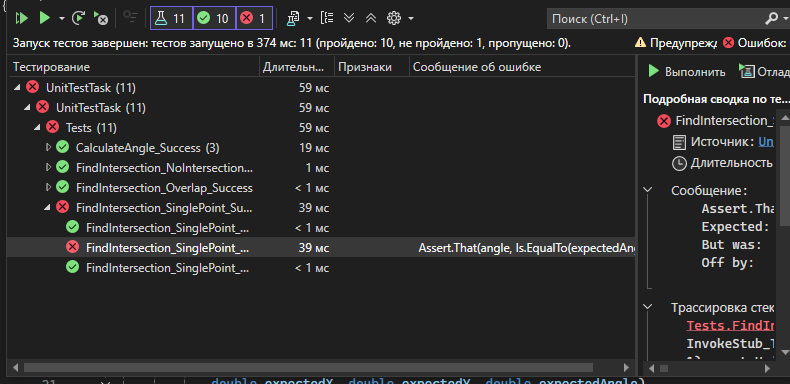 {
11 10 1
Поиск (Ctrl+I)
Запуск тестов завершен: тестов запущено в 374 мс: 11 (пройдено: 10, не пройдено: 1, пропущено: 0).
Предупрежд Ошибок:
Тестирование Длительн... Признаки Сообщение об ошибке
UnitTestTask (11) 59 мс
UnitTestTask (11) 59 мс
Tests (11) 59 мс
CalculateAngle_Success (3) 19 мс
FindIntersection_NoIntersection... 1 мс
FindIntersection_Overlap_Success < 1 мс
FindIntersection_SinglePoint_Su... 39 мс
FindIntersection_SinglePoint_... < 1 мс
FindIntersection_SinglePoint_... 39 мс Assert.That(angle, Is.EqualTo(expectedAng
FindIntersection_SinglePoint_... < 1 мс
Выполнить Отлад
Подробная сводка по те...
FindIntersection_S
Источник: Un
Длительность
Сообщение:
Assert.Tha
Expected:
But was:
Off by:
Трассировка стек
Tests.FindIn
InvokeStub_T
double expectedX, double expectedY, double expectedAngle)